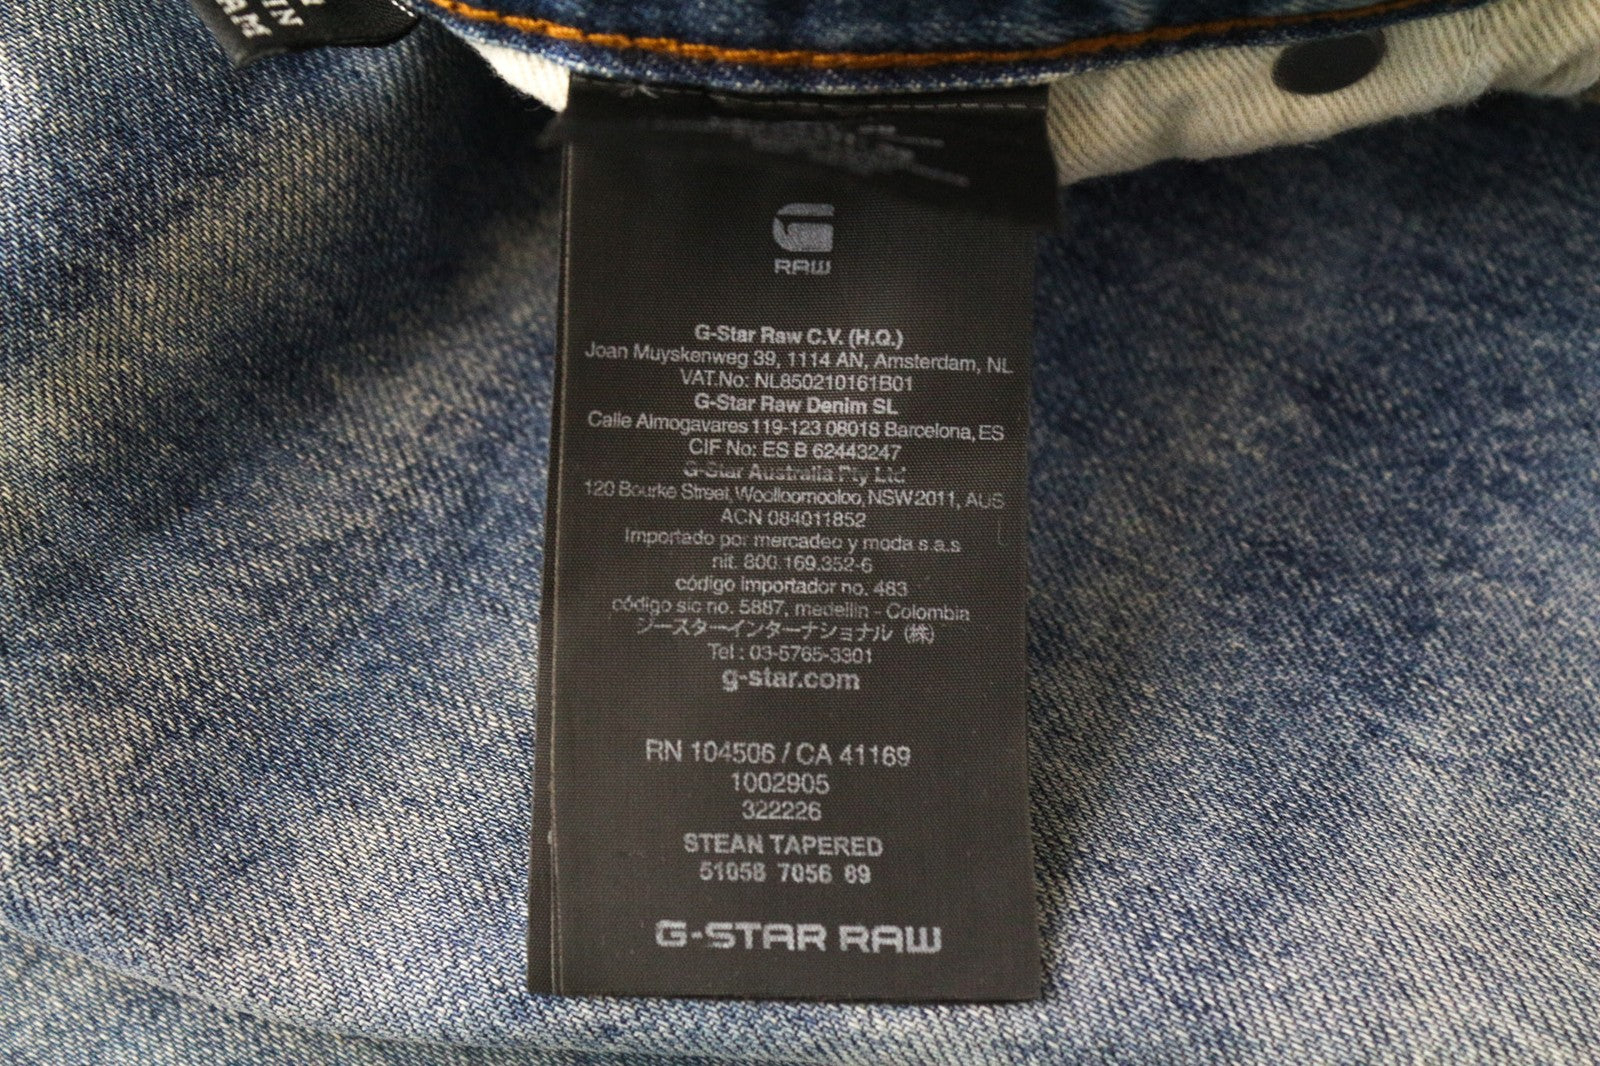 IN
RAW
G-Star Raw C.V. (H.Q.)
Joan Muyskenweg 39, 1114 AN, Amsterdam, NL
VAT.No: NL850210161B01
G-Star Raw Denim SL
Calle Almogavares 119-123 08018 Barcelona, ES
CIF No: ES B 62443247
G-Star Australia Pty Ltd
120 Bourke Street, Woolloomooloo, NSW 2011, AUS
ACN 084011852
Importado por mercadeo y moda s.a.s
nit. 800.169.352-6
código importador no. 463
código sic no. 5887, medellin - Colombia
ジースターインターナショナル (株)
Tel : 03-5765-3301
g-star.com
RN 104506 / CA 41169
1002905
322226
STEAN TAPERED
51058 7056 89
G-STAR RAW